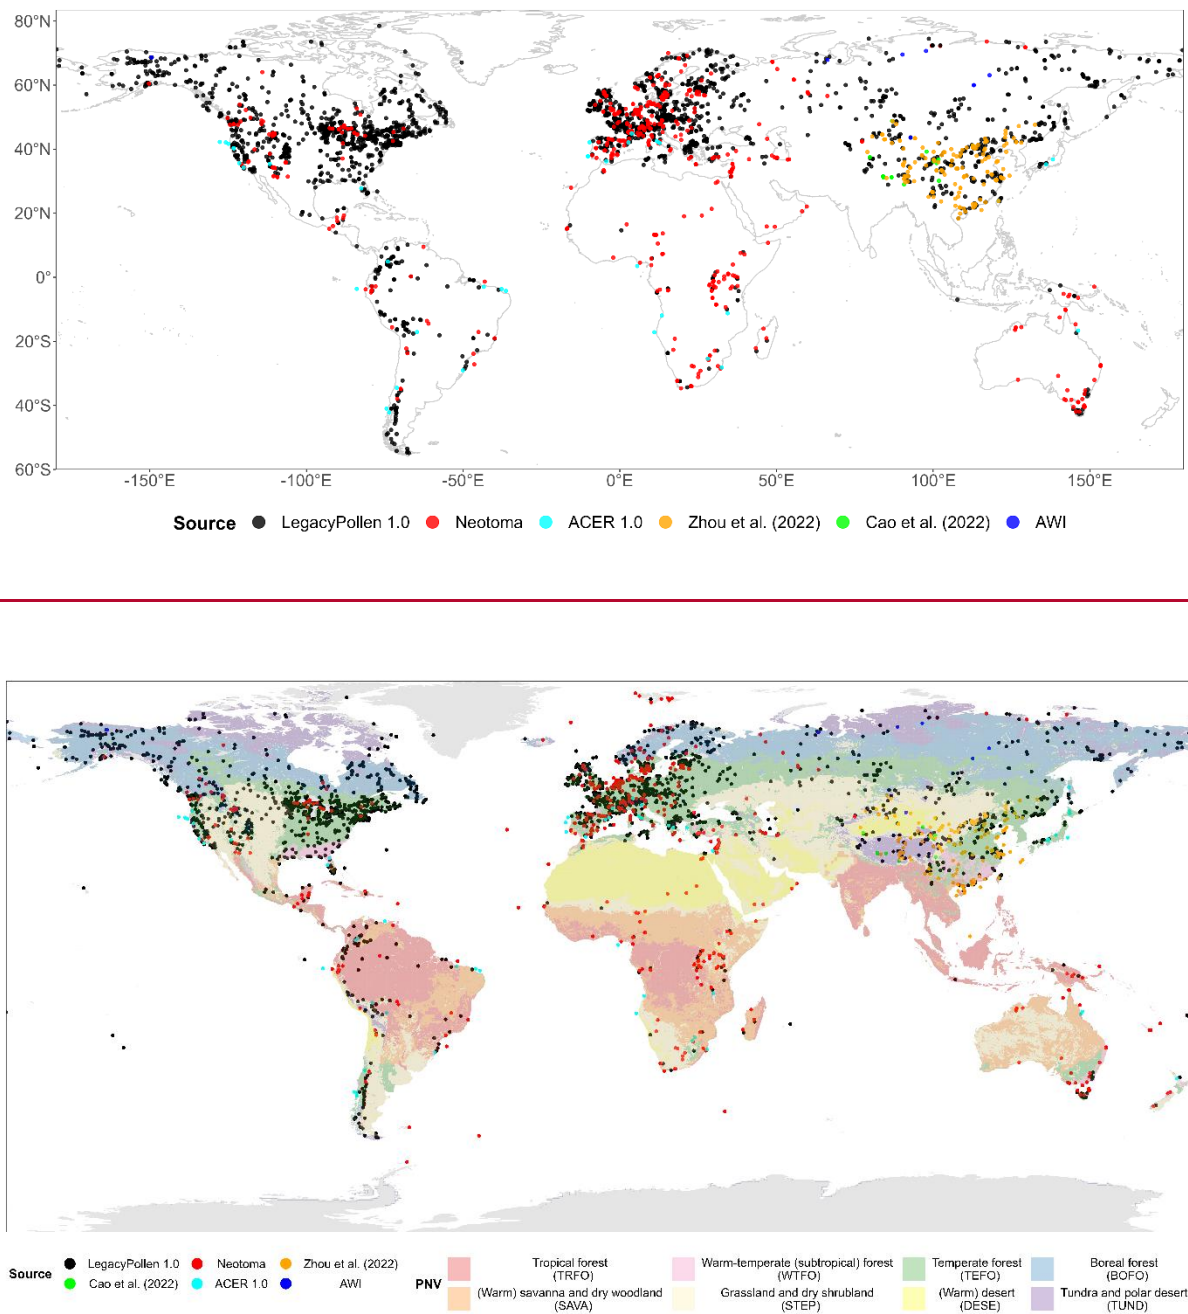 80°N
60°N
40°N
20°N
0°
20°S
40°S
60°S
-150°E -100°E -50°E 0°E 50°E 100°E 150°E
Source LegacyPollen 1.0 Neotoma ACER 1.0 Zhou et al. (2022) Cao et al. (2022) AWI
Source LegacyPollen 1.0 Neotoma Zhou et al. (2022)
Cao et al. (2022) ACER 1.0 AWI
PNV Tropical forest (TRFO) Warm-temperate (subtropical) forest (WTFO) Temperate forest (TEFO) Boreal forest (BOFO)
(Warm) savanna and dry woodland (SAVA) Grassland and dry shrubland (STEP) (Warm) desert (DESE) Tundra and polar desert (TUND)